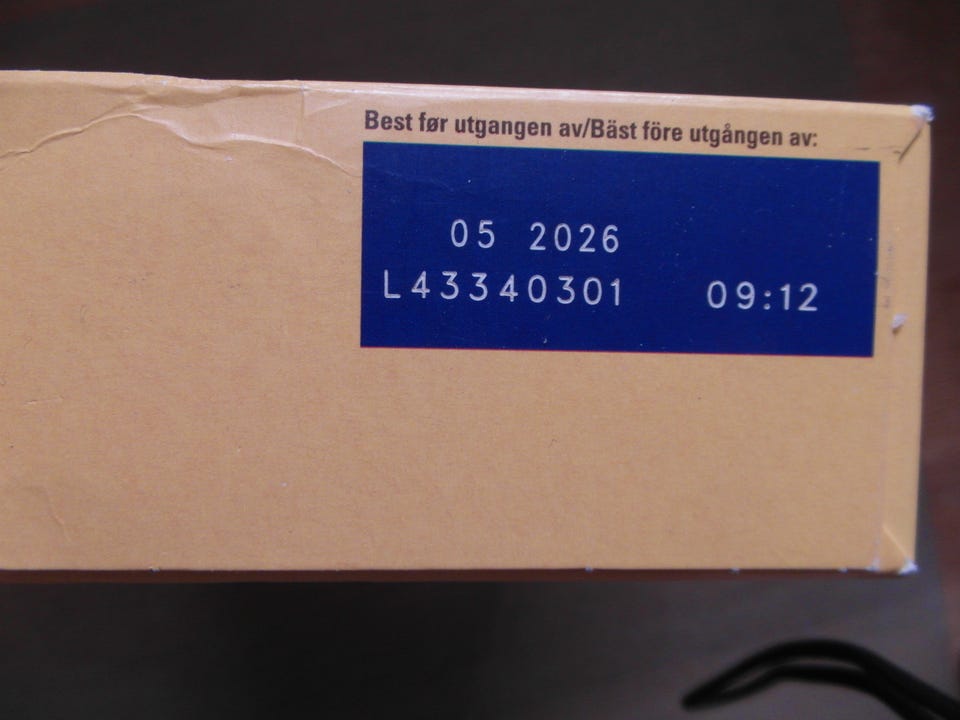 Best før utgangen av/Bäst före utgången av:
05 2026
L43340301 09:12